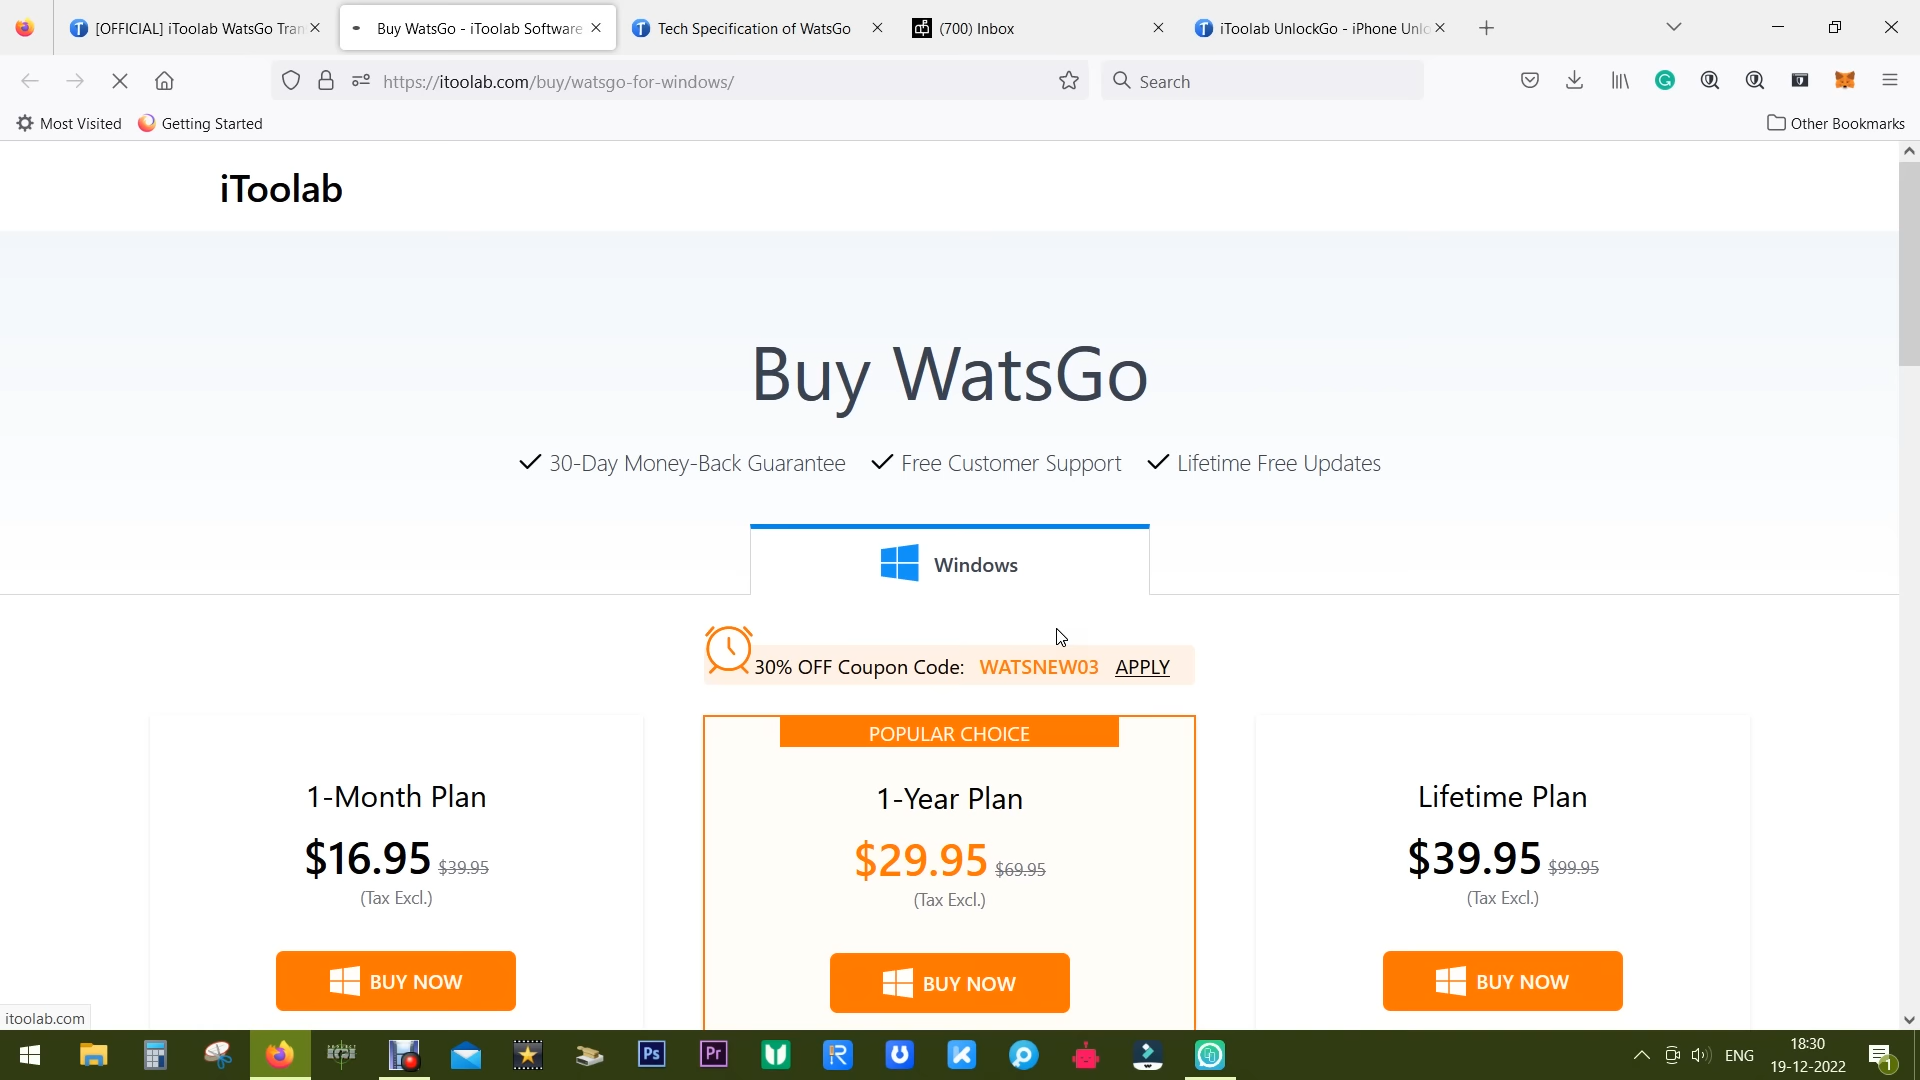 [OFFICIAL] iToolab WatsGo Tran
Buy WatsGo - iToolab Software
Tech Specification of WatsGo
(700) Inbox
iToolab UnlockGo - iPhone Unlo
https://itoolab.com/buy/watsgo-for-windows/
Search
Most Visited
Getting Started
Other Bookmarks
iToolab
Buy WatsGo
30-Day Money-Back Guarantee
Free Customer Support
Lifetime Free Updates
Windows
30% OFF Coupon Code: WATSNEW03 APPLY
POPULAR CHOICE
1-Month Plan
$16.95 $39.95
(Tax Excl.)
BUY NOW
1-Year Plan
$29.95 $69.95
(Tax Excl.)
BUY NOW
Lifetime Plan
$39.95 $99.95
(Tax Excl.)
BUY NOW
itoolab.com
Ps
Pr
ENG
18:30
19-12-2022
1